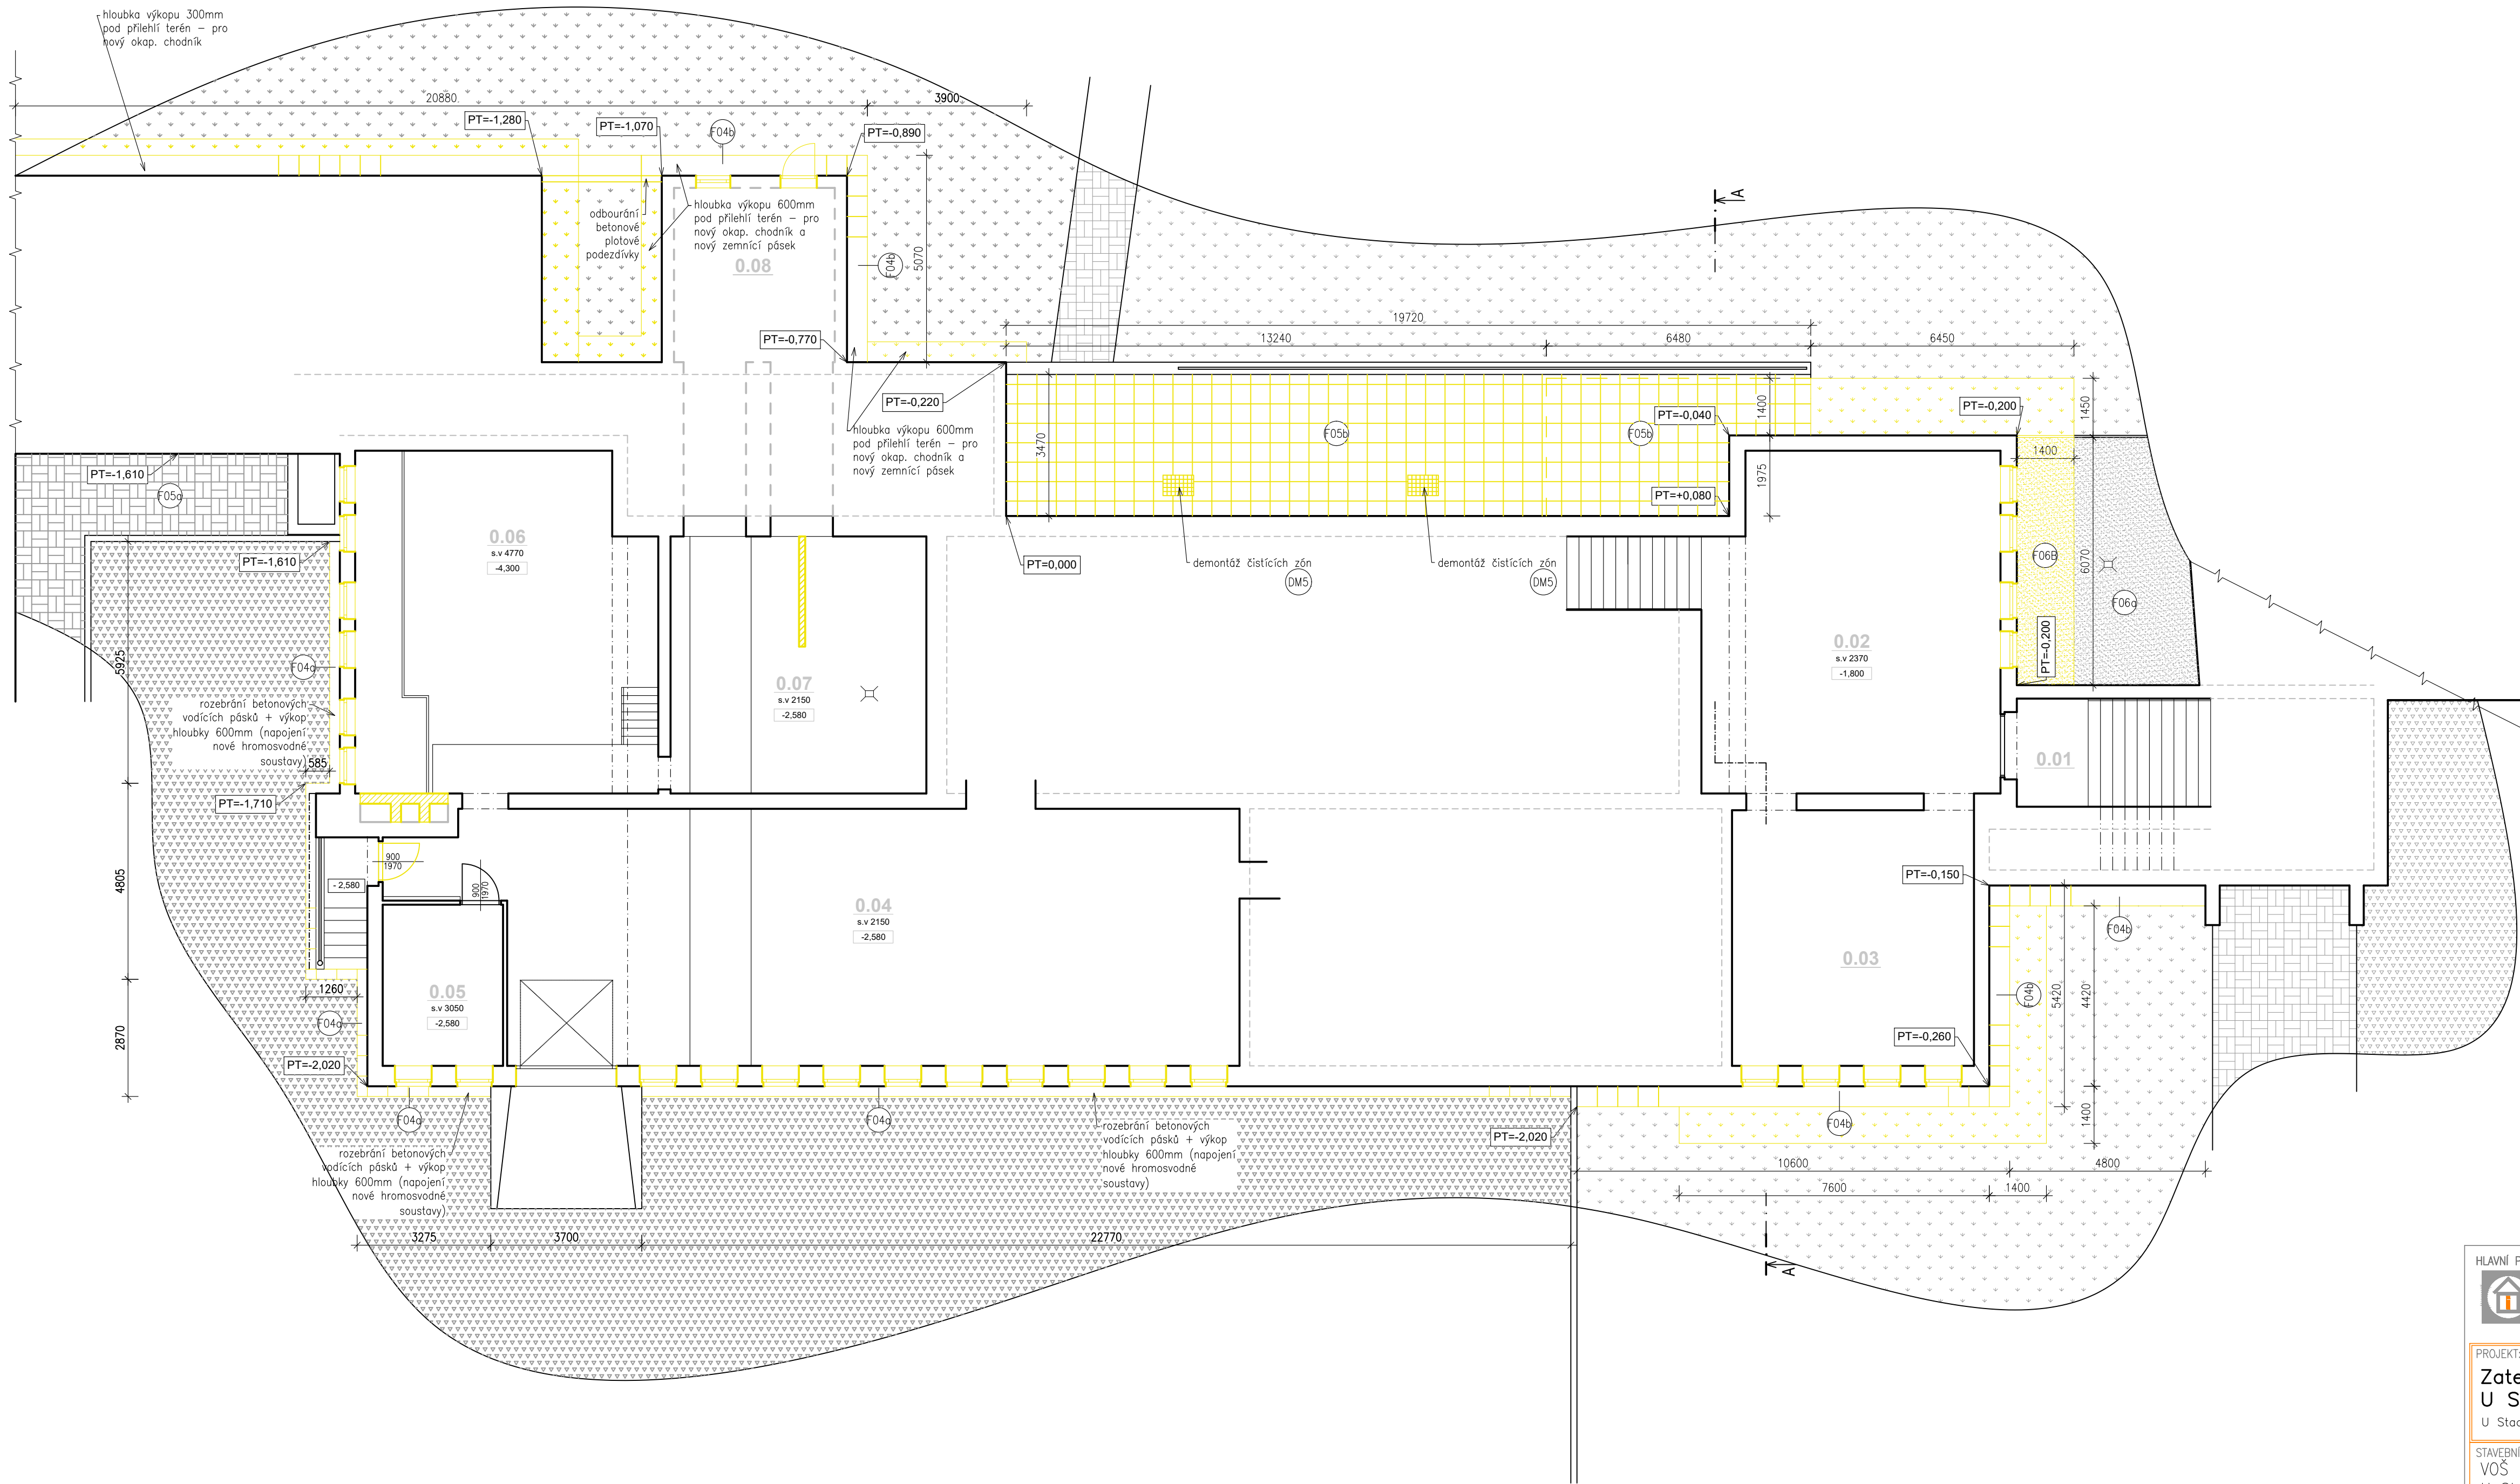 hloubka výkopu 300mm
pod přilehlí terén – pro
nový okap. chodník
20880
3900
PT=-1,280
PT=-1,070
F04b
PT=-0,890
odbourání
betonové
plotové
podezdívky
hloubka výkopu 600mm
pod přilehlí terén – pro
nový okap. chodník a
nový zemnící pásek
0.08
F04b
5070
A
PT=-0,770
19720
13240
6480
6450
PT=-0,220
hloubka výkopu 600mm
pod přilehlí terén – pro
nový okap. chodník a
nový zemnící pásek
3470
F05b
F05b
PT=-0,040
1400
1975
PT=+0,080
PT=-0,200
1450
1400
PT=-1,610
F05a
PT=-1,610
0.06
s.v 4770
-4,300
PT=0,000
demontáž čistících zón
DM5
demontáž čistících zón
DM5
F06B
6070
F06a
PT=-0,200
5925
F04a
0.02
s.v 2370
-1,800
0.07
s.v 2150
-2,580
rozebrání betonových
vodících pásků + výkop
hloubky 600mm (napojení
nové hromosvodné
soustavy)
585
0.01
PT=-1,710
900
1970
900
1970
4805
- 2,580
PT=-0,150
0.04
s.v 2150
-2,580
F04b
0.03
1260
0.05
s.v 3050
-2,580
F04b
5420
4420
F04a
2870
PT=-2,020
PT=-0,260
F04a
F04a
F04b
1400
PT=-2,020
rozebrání betonových
vodících pásků + výkop
hloubky 600mm (napojení
nové hromosvodné
soustavy)
rozebrání betonových
vodících pásků + výkop
hloubky 600mm (napojení
nové hromosvodné
soustavy)
10600
4800
7600
1400
3275
3700
22770
A
HLAVNÍ P
PROJEKT:
Zate
U S
U Stad
STAVEBNÍ
VOŠ